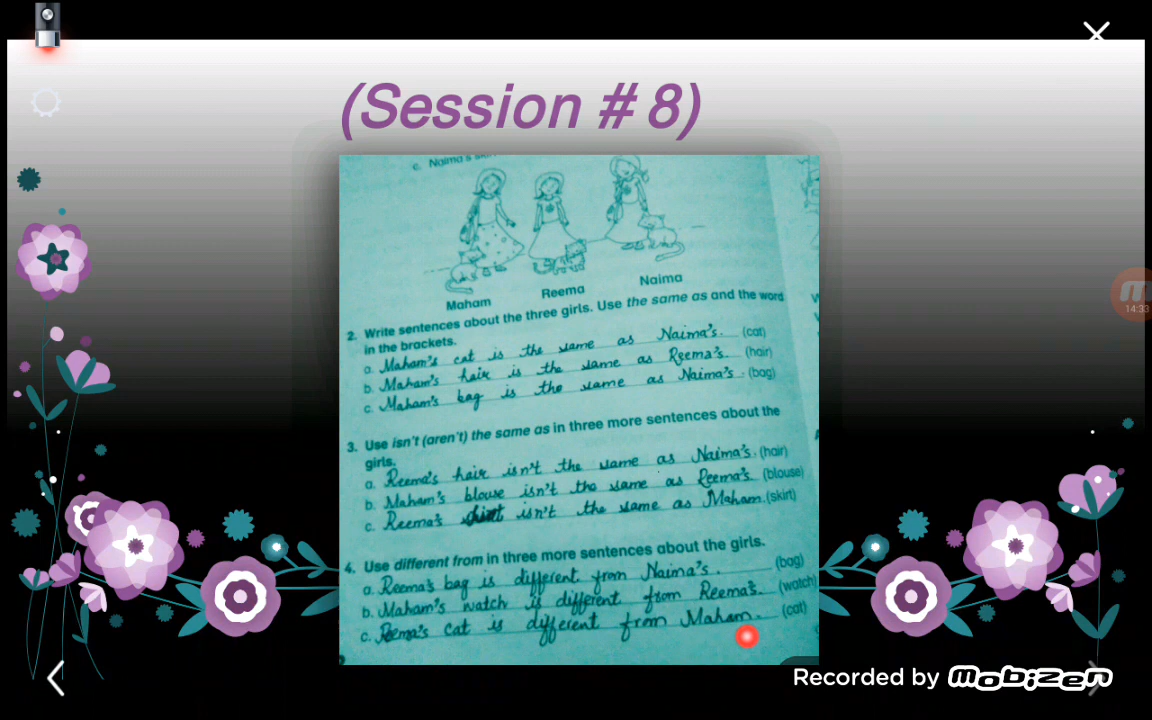 (Session # 8)
c. Naima's
Maham Reema Naima
2. Write sentences about the three girls. Use the same as and the word
in the brackets.
a. Maham's cat is the same as Naima's. (cat)
b. Maham's hair is the same as Reema's. (hair)
c. Maham's bag is the same as Naima's. (bag)
3. Use isn't (aren't) the same as in three more sentences about the
girls.
a. Reema's hair isn't the same as Naima's. (hair)
b. Maham's blouse isn't the same as Reema's. (blouse)
c. Reema's isn't the same as Maham. (skirt)
4. Use different from in three more sentences about the girls.
a. Reema's bag is different from Naima's. (bag)
b. Maham's watch is different from Reema's. (watch)
c. Reema's cat is different from Maham. (cat)
14:33
Recorded by Mobizen